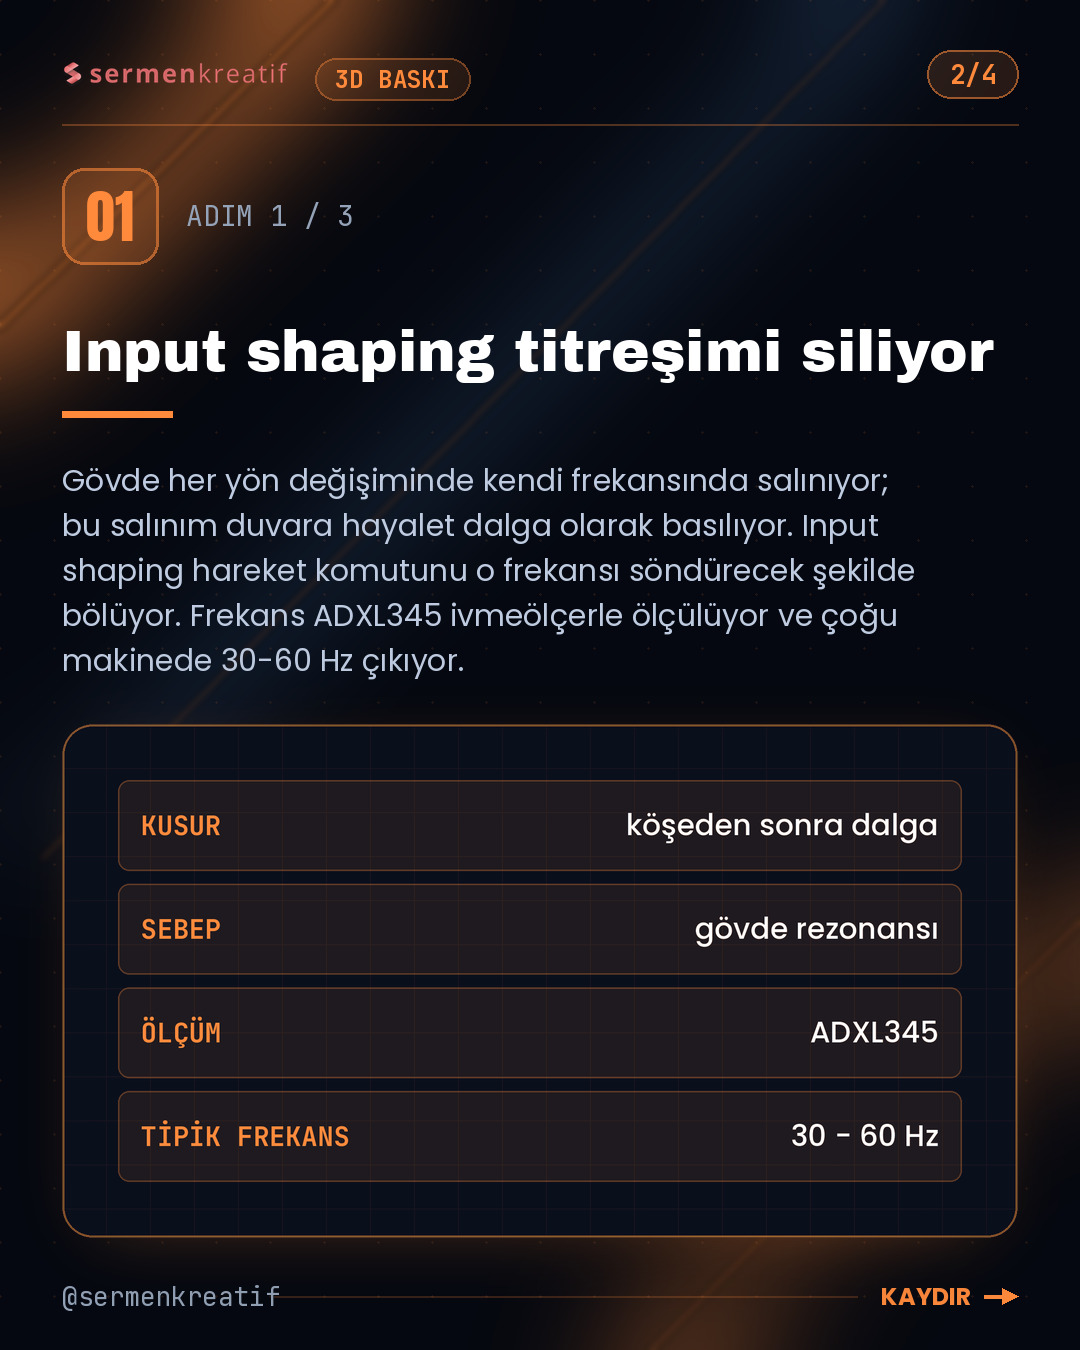 sermenkreatif
3D BASKI
2/4
01
ADIM 1 / 3
Input shaping titreşimi siliyor
Gövde her yön değişiminde kendi frekansında salınıyor;
bu salınım duvara hayalet dalga olarak basılıyor. Input
shaping hareket komutunu o frekansı söndürecek şekilde
bölüyor. Frekans ADXL345 ivmeölçerle ölçülüyor ve çoğu
makinede 30-60 Hz çıkıyor.
KUSUR köşeden sonra dalga
SEBEP gövde rezonansı
ÖLÇÜM ADXL345
TİPİK FREKANS 30 - 60 Hz
@sermenkreatif
KAYDIR